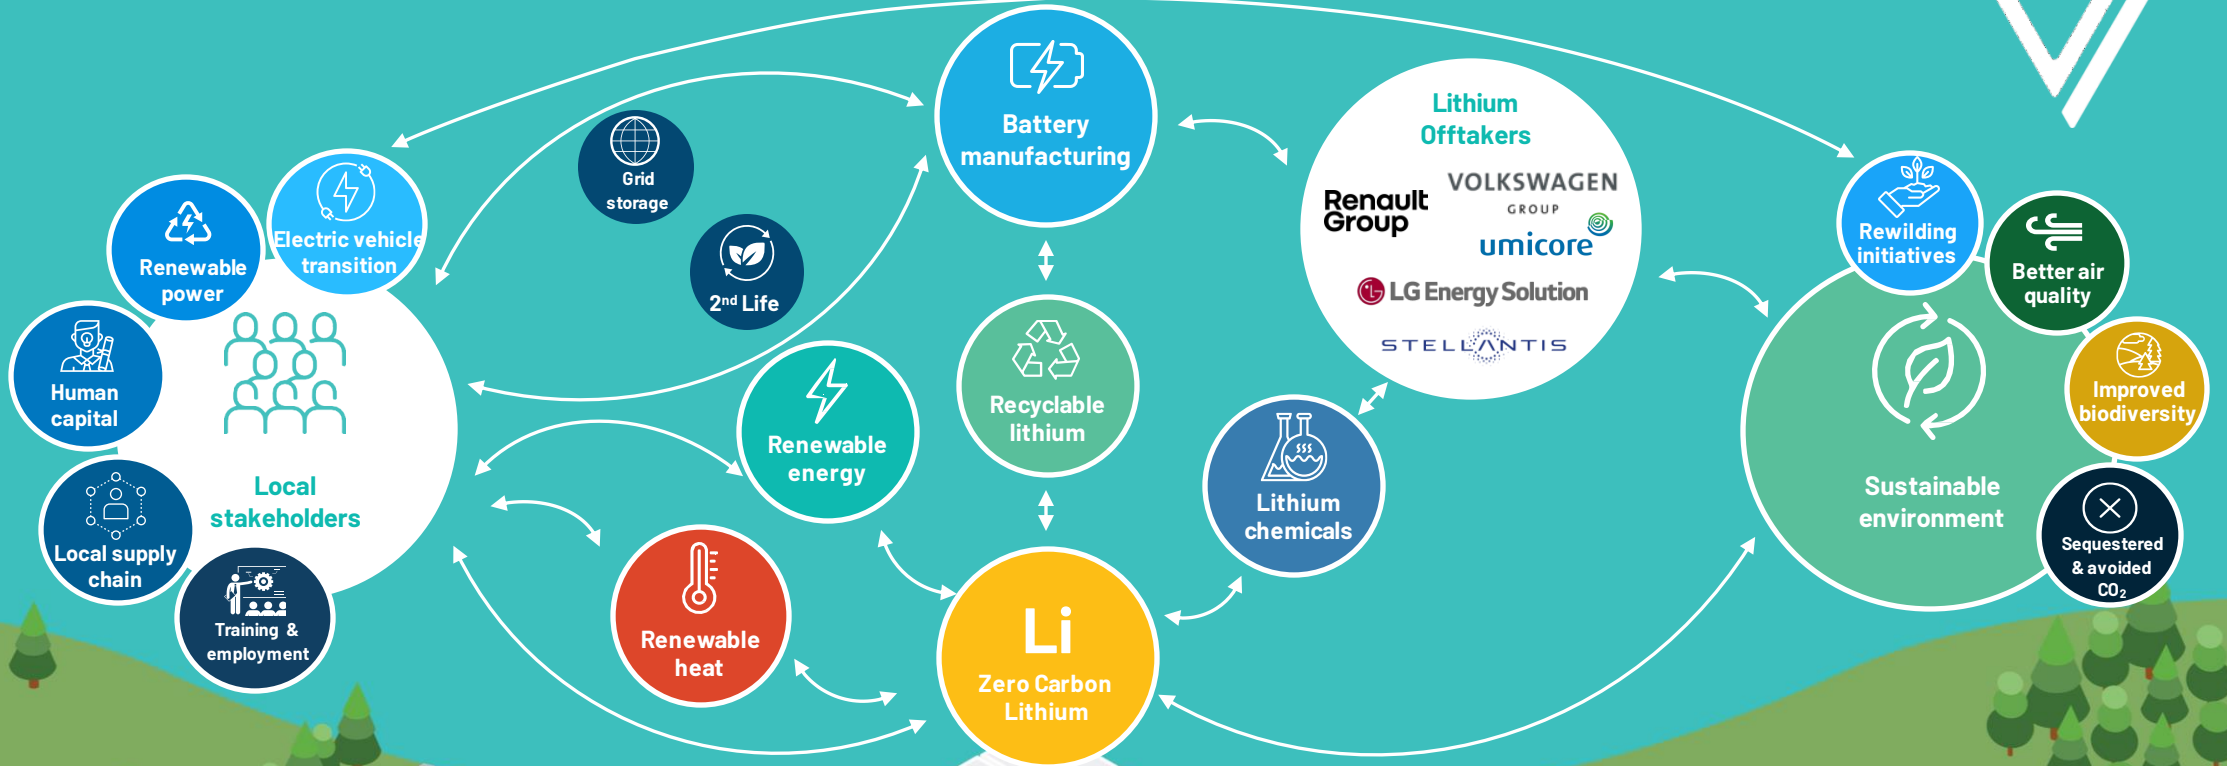 Electric vehicle
transition
Renewable
power
Human
capital
Local supply
chain
Training &
employment
Local
stakeholders
Grid
storage
2nd Life
Renewable
energy
Renewable
heat
Battery
manufacturing
Recyclable
lithium
Li
Zero Carbon
Lithium
Lithium
chemicals
Lithium
Offtakers
Renault
Group
VOLKSWAGEN
GROUP
umicore
LG Energy Solution
STELLANTIS
Rewilding
initiatives
Better air
quality
Improved
biodiversity
Sequestered
& avoided
CO₂
Sustainable
environment